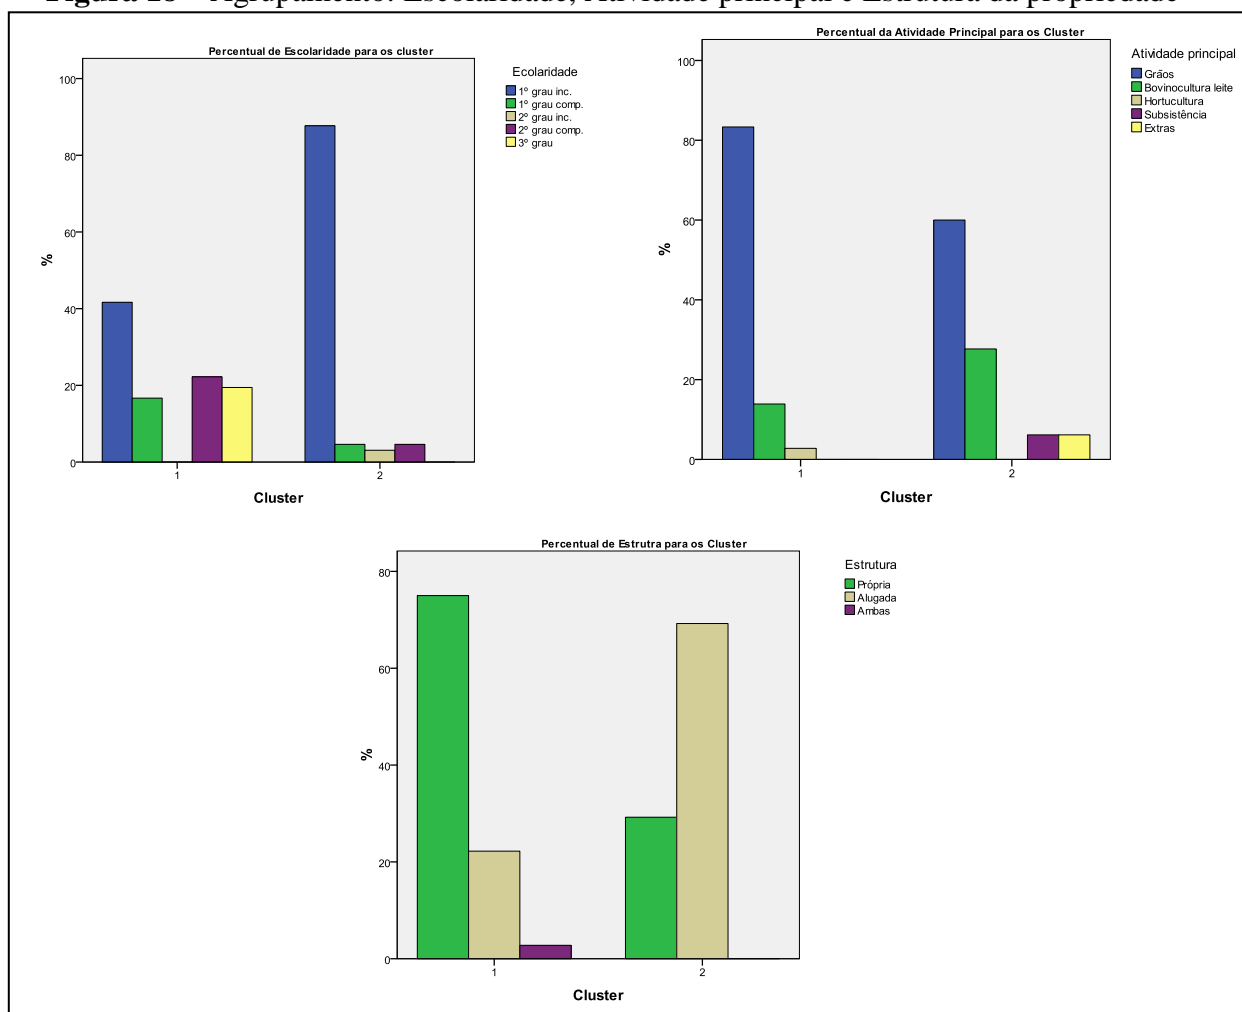 Agrupamento: Escolaridade, Atividade principal e Estrutura da propriedade
Percentual de Escolaridade para os cluster
Ecolaridade
1º grau inc.
1º grau comp.
2º grau inc.
2º grau comp.
3º grau
100
80
60
40
20
0
%
1
2
Cluster
Percentual da Atividade Principal para os Cluster
Atividade principal
Grãos
Bovinocultura leite
Hortucultura
Subsistência
Extras
100
80
60
40
20
0
%
1
2
Cluster
Percentual de Estrutra para os Cluster
Estrutura
Própria
Alugada
Ambas
80
60
40
20
0
%
1
2
Cluster